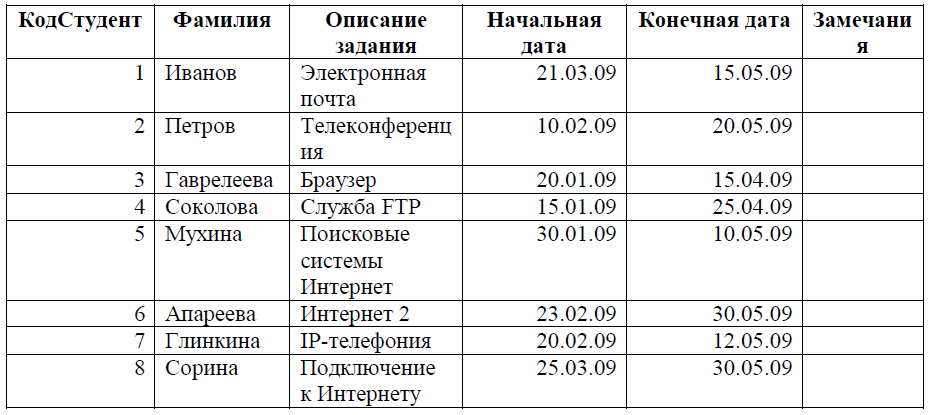 КодСтудент Фамилия Описание задания Начальная дата Конечная дата Замечания
1 Иванов Электронная почта 21.03.09 15.05.09
2 Петров Телеконференция 10.02.09 20.05.09
3 Гаврелеева Браузер 20.01.09 15.04.09
4 Соколова Служба FTP 15.01.09 25.04.09
5 Мухина Поисковые системы Интернет 30.01.09 10.05.09
6 Апареева Интернет 2 23.02.09 30.05.09
7 Глинкина IP-телефония 20.02.09 12.05.09
8 Сорина Подключение к Интернету 25.03.09 30.05.09